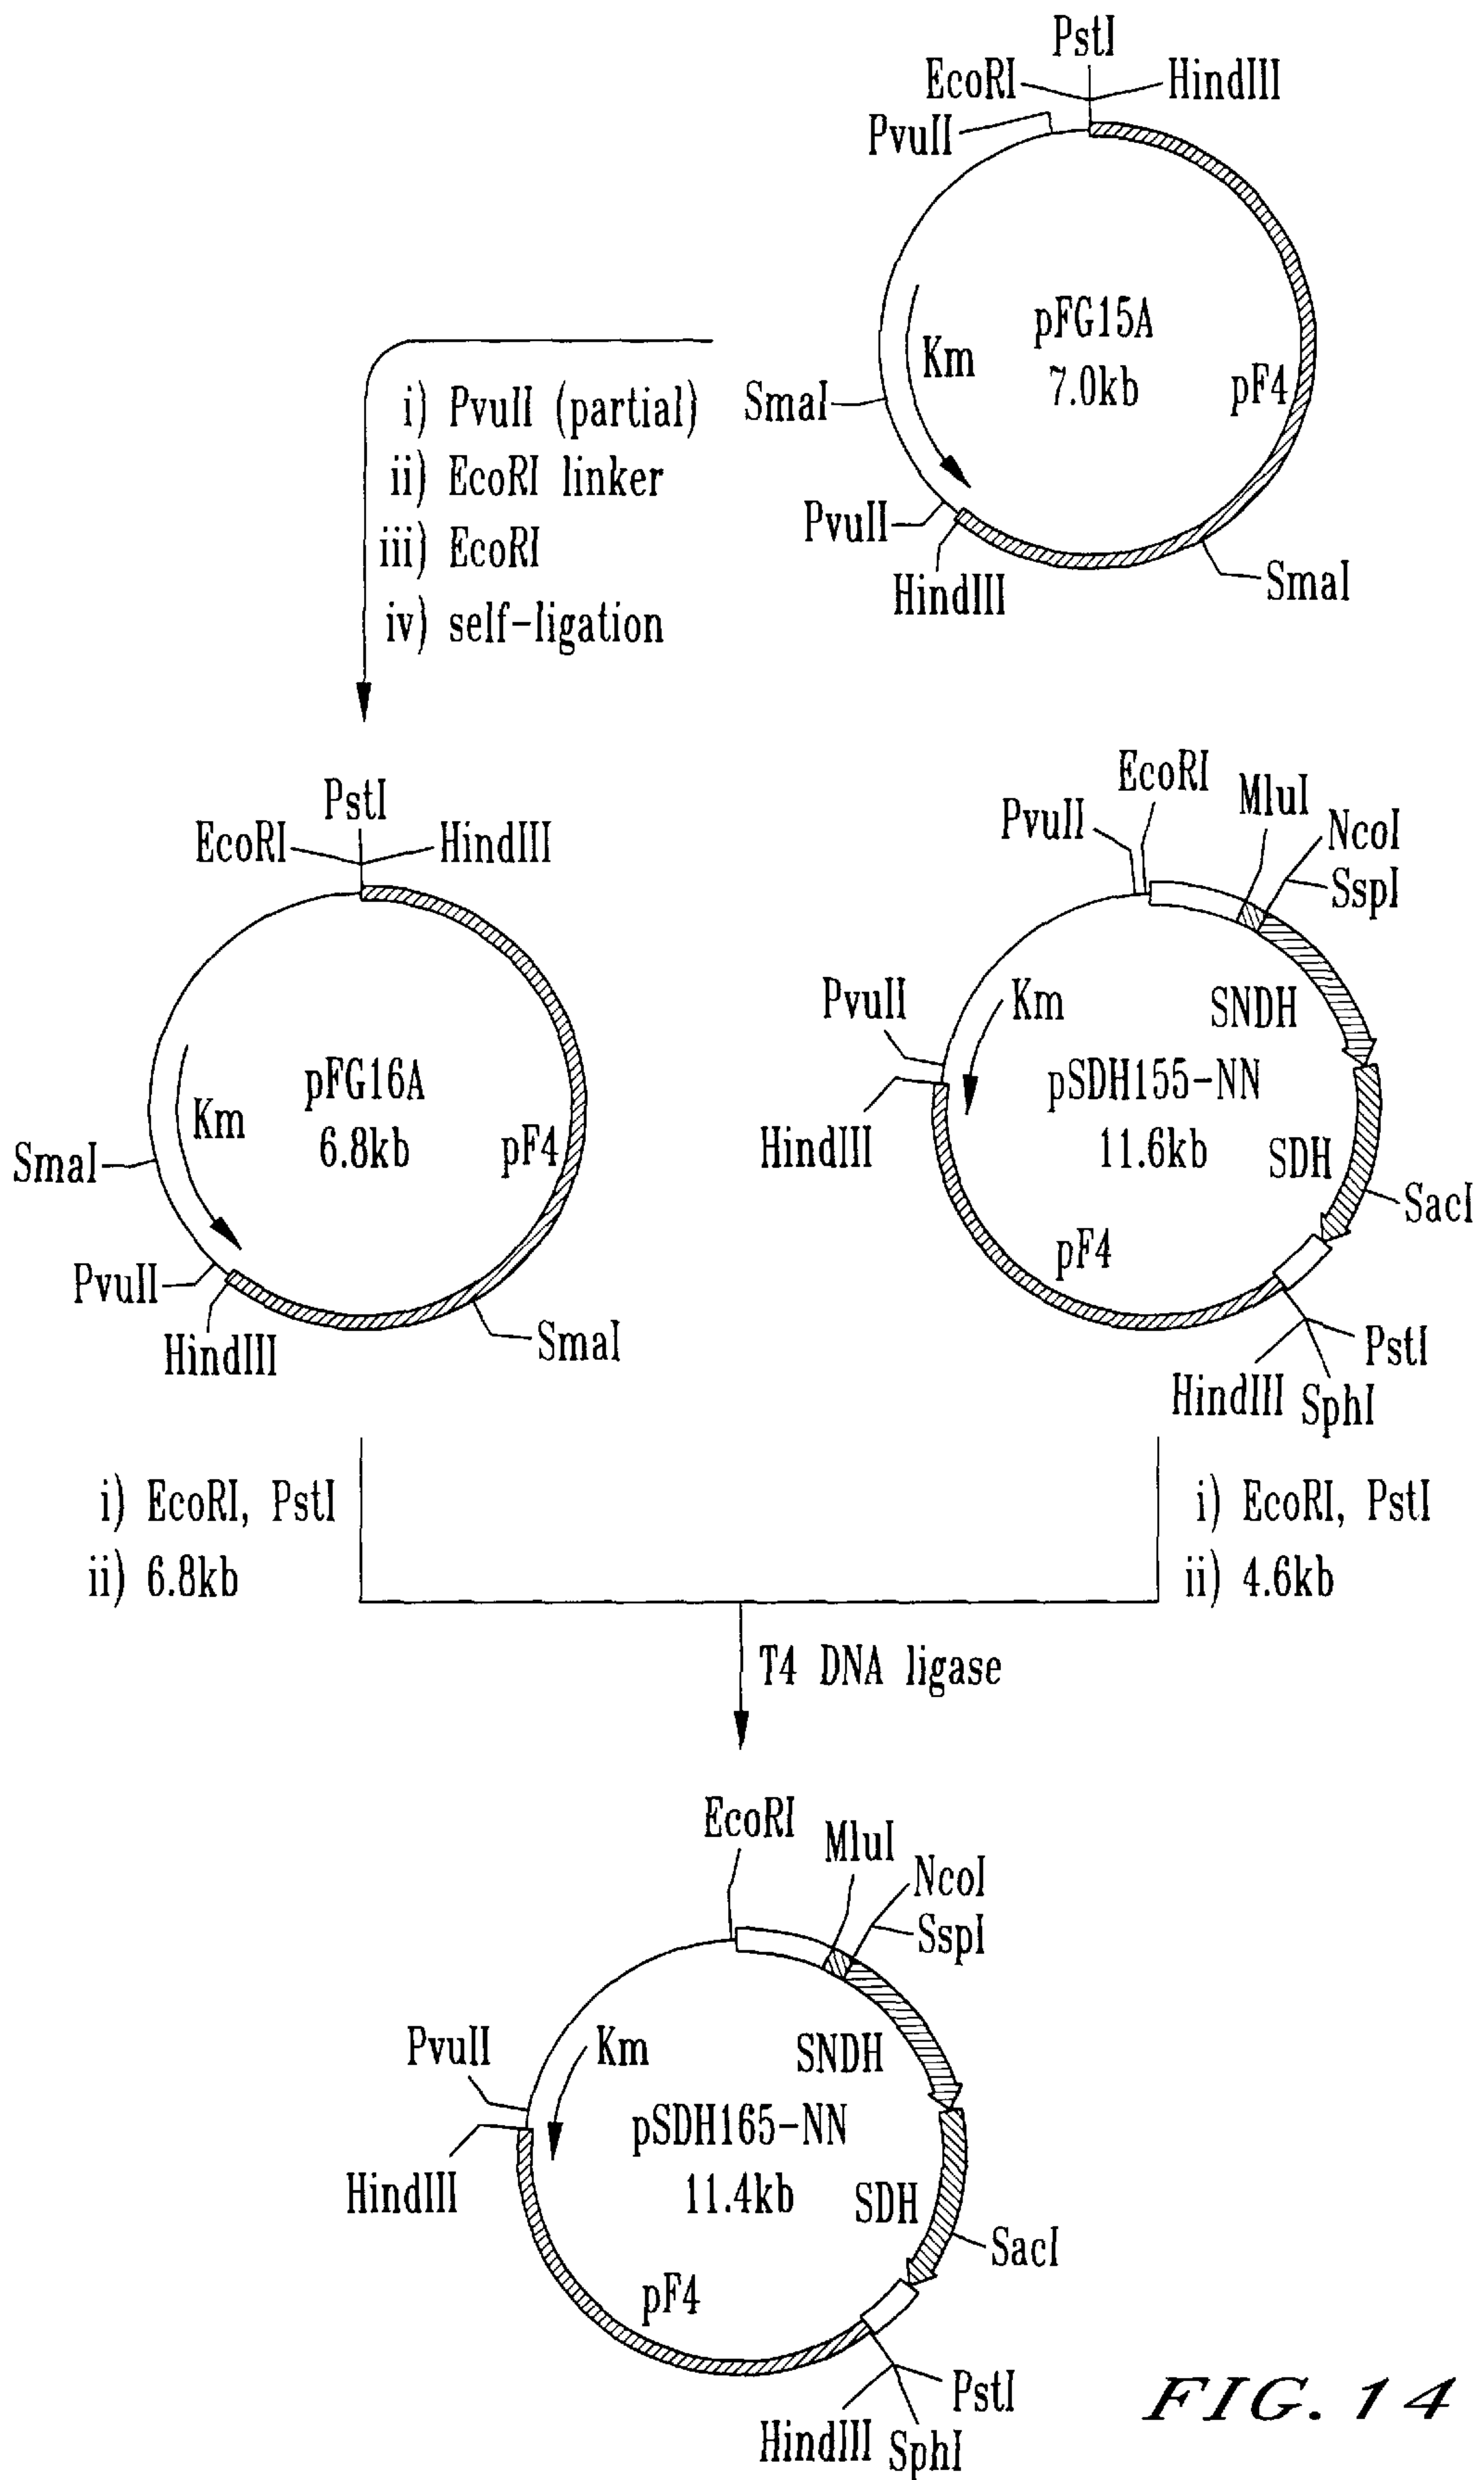 PstI
EcoRI
HindIII
PvuII
pFG15A
7.0kb
Km
pF4
SmaI
PvuII
HindIII
SmaI
i) PvuII (partial)
ii) EcoRI linker
iii) EcoRI
iv) self-ligation
PstI
EcoRI
HindIII
pFG16A
6.8kb
Km
pF4
SmaI
PvuII
HindIII
SmaI
EcoRI
MluI
PvuII
NcoI
SspI
PvuII
Km
SNDH
pSDH155-NN
11.6kb
HindIII
SDH
SacI
pF4
PstI
HindIII
SphI
i) EcoRI, PstI
ii) 6.8kb
i) EcoRI, PstI
ii) 4.6kb
T4 DNA ligase
EcoRI
MluI
NcoI
SspI
PvuII
Km
SNDH
pSDH165-NN
11.4kb
HindIII
SDH
SacI
pF4
PstI
HindIII
SphI
FIG. 14